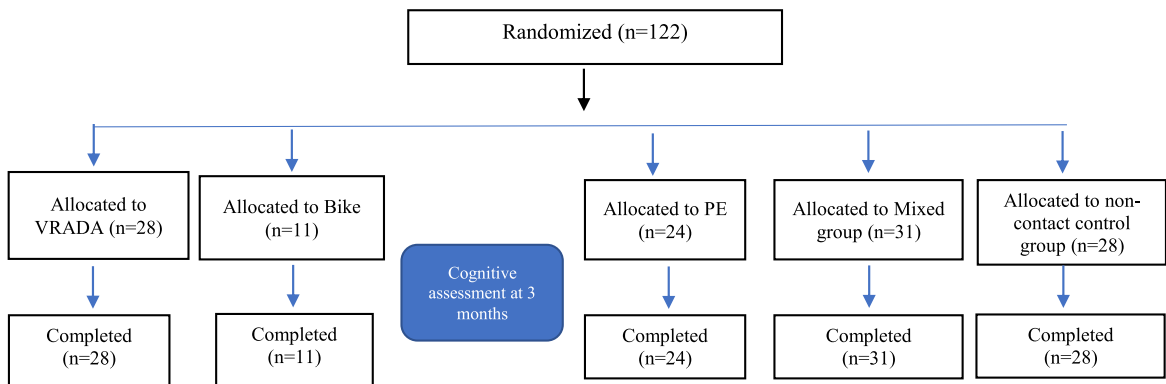 Randomized (n=122)
Allocated to
VRADA (n=28)
Allocated to Bike
(n=11)
Allocated to PE
(n=24)
Allocated to Mixed
group (n=31)
Allocated to non-
contact control
group (n=28)
Cognitive
assessment at 3
months
Completed
(n=28)
Completed
(n=11)
Completed
(n=24)
Completed
(n=31)
Completed
(n=28)